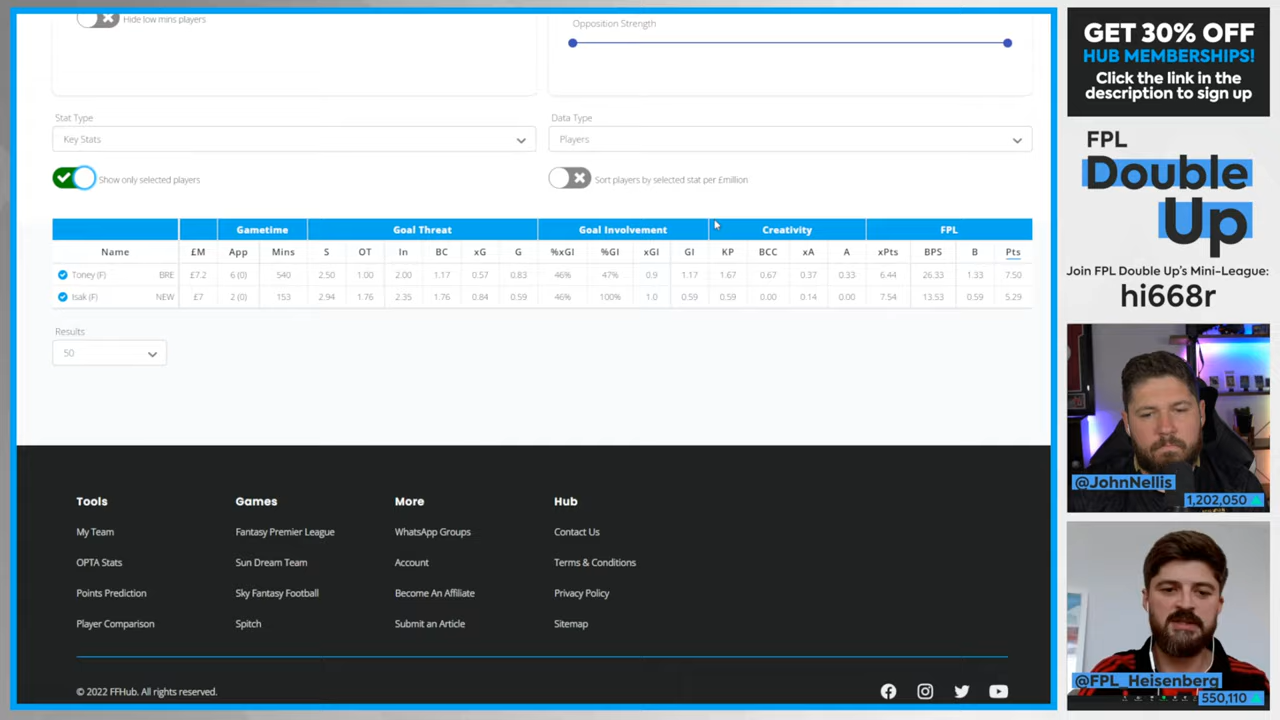 Hide low mins players
Opposition Strength
Stat Type
Key Stats
Data Type
Players
Show only selected players
Sort players by selected stat per £million
Gametime Goal Threat Goal Involvement Creativity FPL
Name £M App Mins S OT In BC xG G %xGI %GI xGI GI KP BCC xA A xPts BPS B Pts
Toney (F) BRE £7.2 6 (0) 540 2.50 1.00 2.00 1.17 0.57 0.83 46% 47% 0.9 1.17 1.67 0.67 0.37 0.33 6.44 26.33 1.33 7.50
Isak (F) NEW £7 2 (0) 153 2.94 1.76 2.35 1.76 0.84 0.59 46% 100% 1.0 0.59 0.59 0.00 0.14 0.00 7.54 13.53 0.59 5.29
Results
50
Tools Games More Hub
My Team Fantasy Premier League WhatsApp Groups Contact Us
OPTA Stats Sun Dream Team Account Terms & Conditions
Points Prediction Sky Fantasy Football Become An Affiliate Privacy Policy
Player Comparison Spitch Submit an Article Sitemap
© 2022 FFHub. All rights reserved.
GET 30% OFF
HUB MEMBERSHIPS!
Click the link in the
description to sign up
FPL
Double
Up
Join FPL Double Up's Mini-League:
hi668r
@JohnNellis
1,202,050
@FPL_Heisenberg
550,110